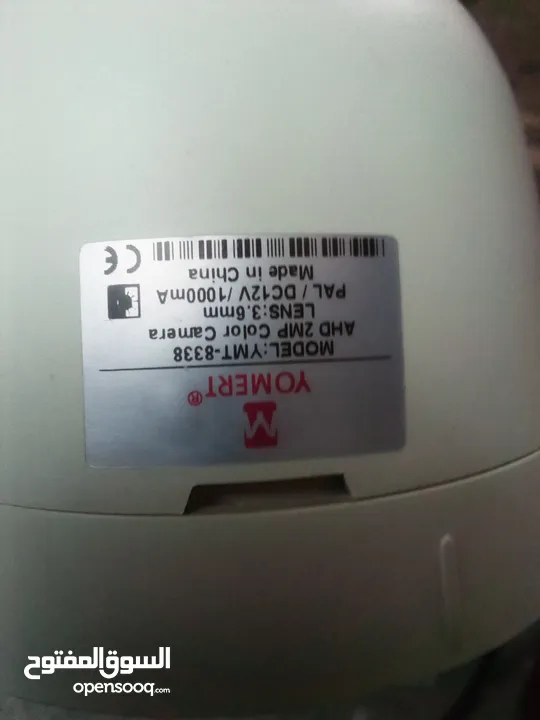 YOMERT®
MODEL:YMT-8338
AHD 2MP Color Camera
LENS:3.6mm
PAL / DC12V /1000mA
Made in China
CE
السوق المفتوح
opensooq.com